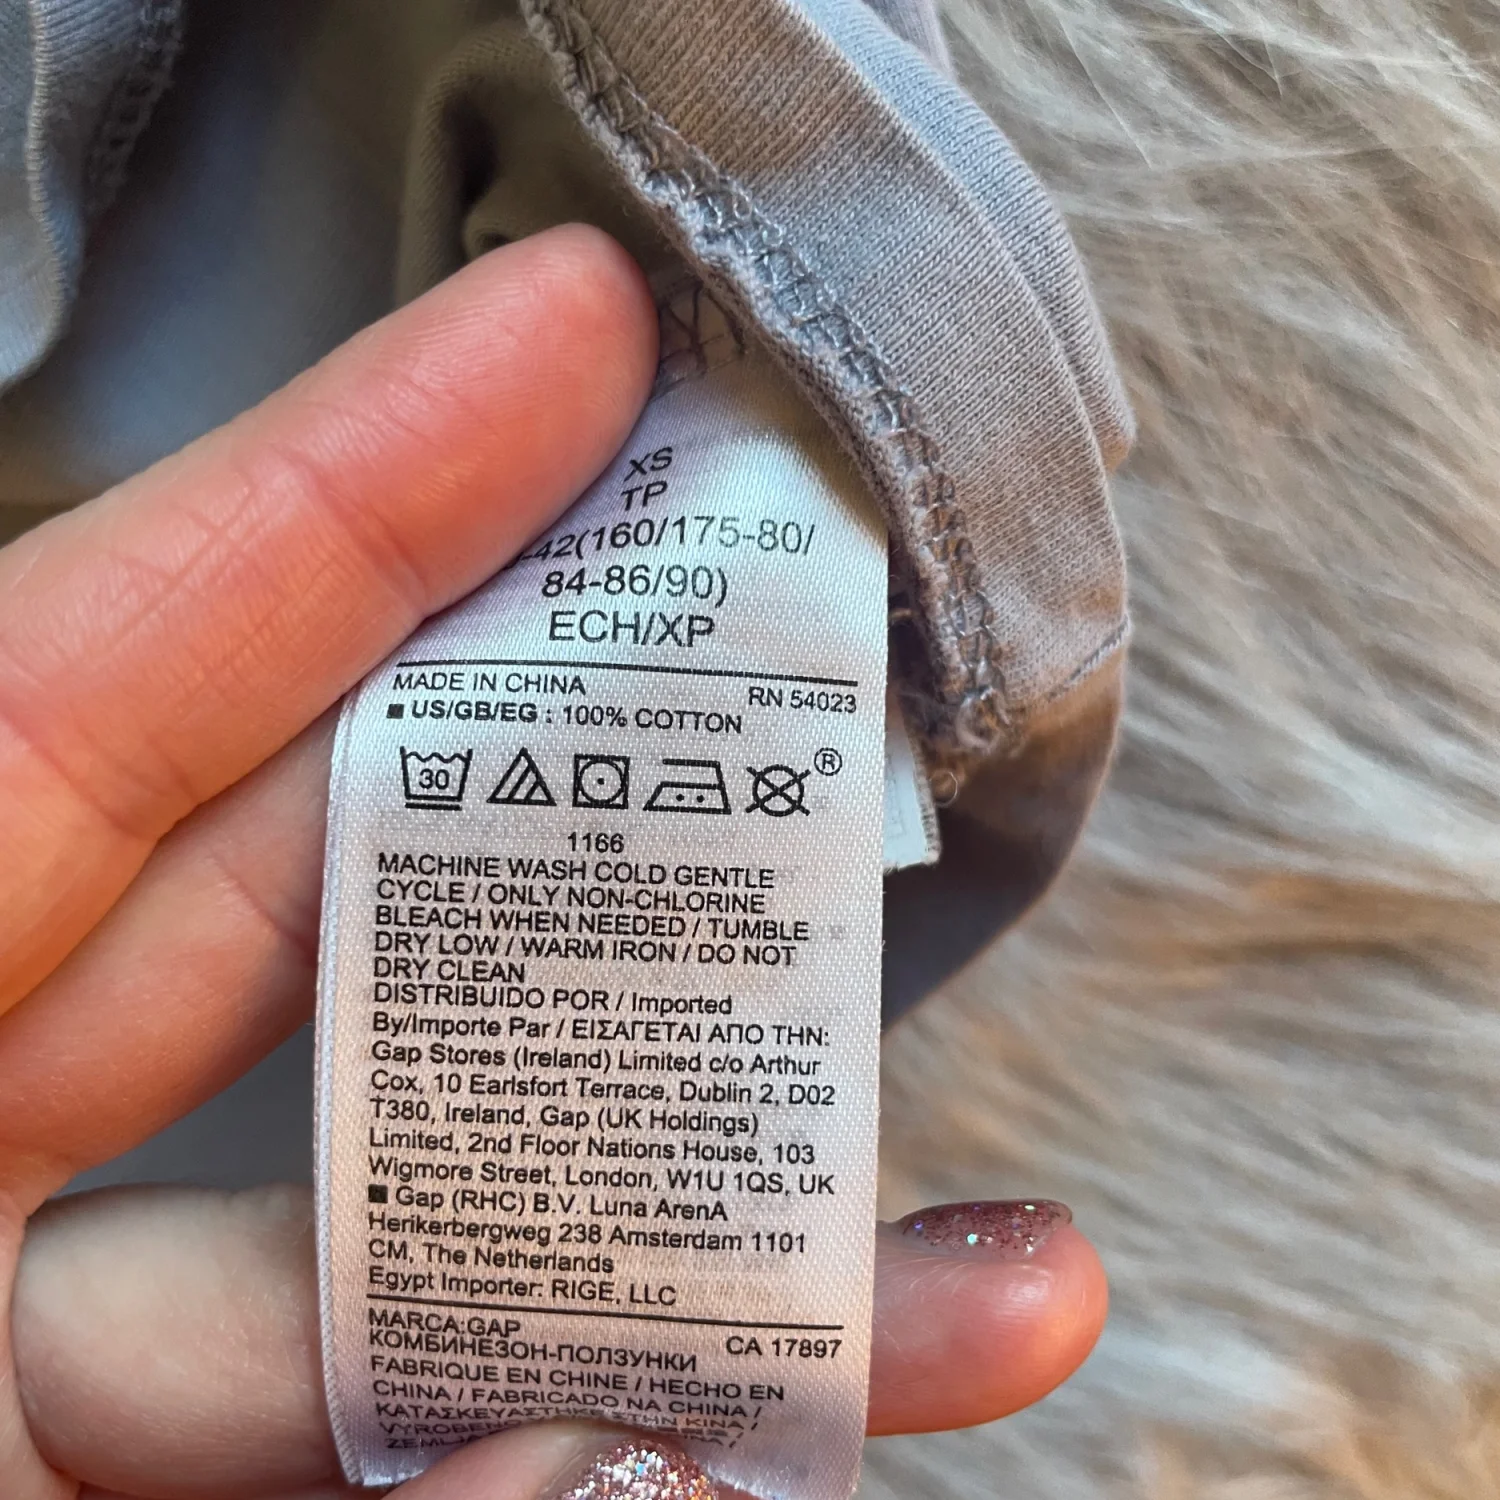 XS
TP
-42(160/175-80/
84-86/90)
ECH/XP
MADE IN CHINA
RN 54023
■ US/GB/EG : 100% COTTON
30
®
1166
MACHINE WASH COLD GENTLE
CYCLE / ONLY NON-CHLORINE
BLEACH WHEN NEEDED / TUMBLE
DRY LOW / WARM IRON / DO NOT
DRY CLEAN
DISTRIBUIDO POR / Imported
By/Importe Par / ΕΙΣΑΓΕΤΑΙ ΑΠΟ ΤΗΝ:
Gap Stores (Ireland) Limited c/o Arthur
Cox, 10 Earlsfort Terrace, Dublin 2, D02
T380, Ireland, Gap (UK Holdings)
Limited, 2nd Floor Nations House, 103
Wigmore Street, London, W1U 1QS, UK
■ Gap (RHC) B.V. Luna ArenA
Herikerbergweg 238 Amsterdam 1101
CM, The Netherlands
Egypt Importer: RIGE, LLC
MARCA:GAP
CA 17897
КОМБИНЕЗОН-ПОЛЗУНКИ
FABRIQUE EN CHINE / HECHO EN
CHINA / FABRICADO NA CHINA /
ΚΑΤΑΣΚΕΥΑΣΤΗΚΕ ΣΤΗΝ ΚΙΝΑ /